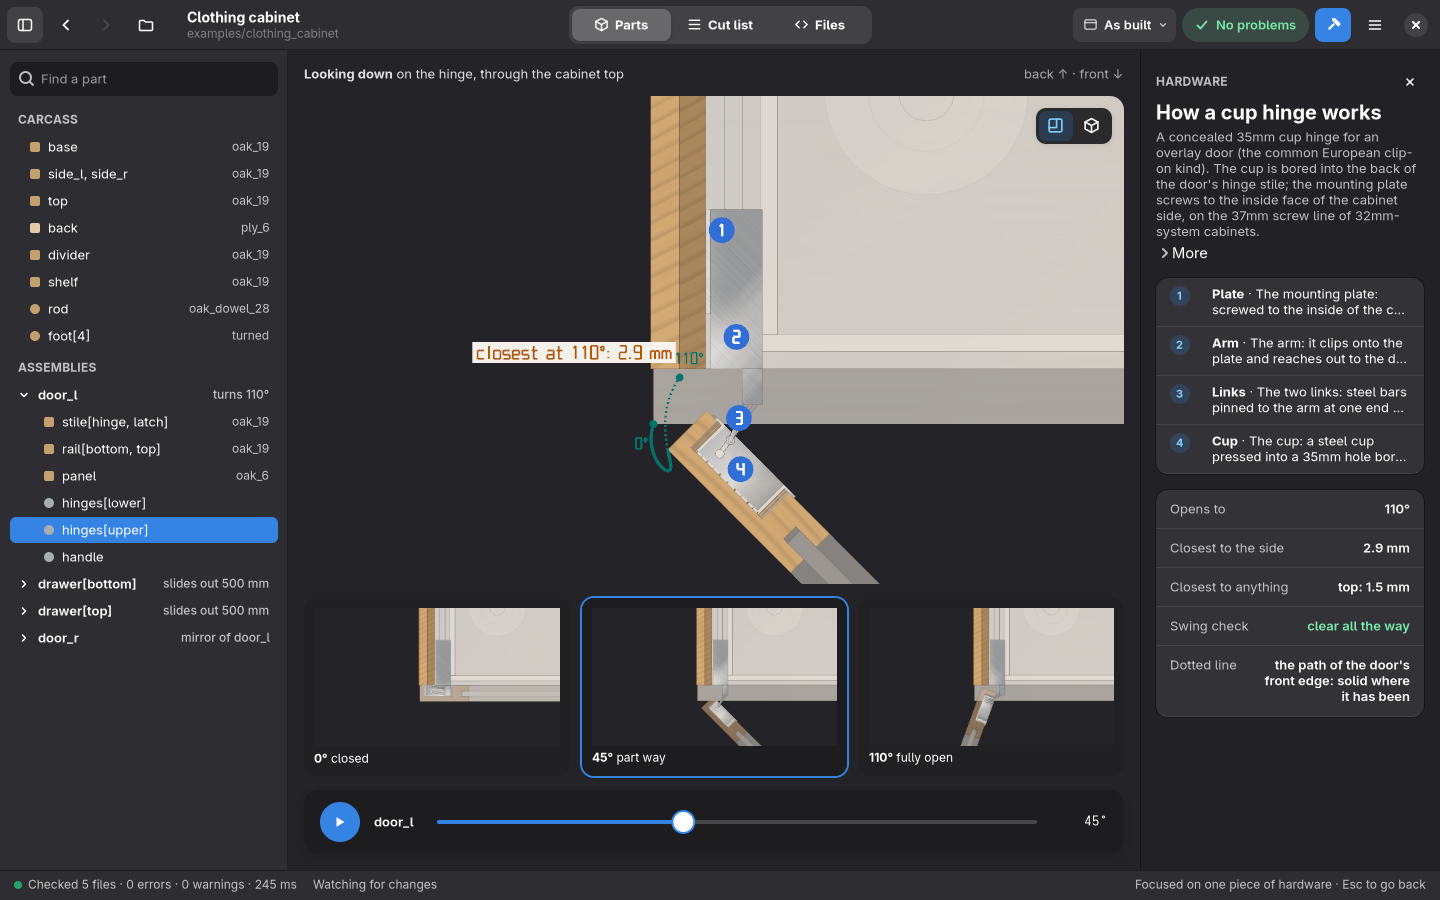 Clothing cabinet
examples/clothing_cabinet
Parts
Cut list
Files
As built
No problems
Find a part
CARCASS
base oak_19
side_l, side_r oak_19
top oak_19
back ply_6
divider oak_19
shelf oak_19
rod oak_dowel_28
foot[4] turned
ASSEMBLIES
door_l turns 110°
stile[hinge, latch] oak_19
rail[bottom, top] oak_19
panel oak_6
hinges[lower]
hinges[upper]
handle
drawer[bottom] slides out 500 mm
drawer[top] slides out 500 mm
door_r mirror of door_l
Looking down on the hinge, through the cabinet top
back ↑ · front ↓
1
2
closest at 110°: 2.9 mm
110°
3
0°
4
0° closed
45° part way
110° fully open
door_l
45°
HARDWARE
How a cup hinge works
A concealed 35mm cup hinge for an
overlay door (the common European clip-
on kind). The cup is bored into the back of
the door's hinge stile; the mounting plate
screws to the inside face of the cabinet
side, on the 37mm screw line of 32mm-
system cabinets.
More
1 Plate · The mounting plate:
screwed to the inside of the c…
2 Arm · The arm: it clips onto the
plate and reaches out to the d…
3 Links · The two links: steel bars
pinned to the arm at one end …
4 Cup · The cup: a steel cup
pressed into a 35mm hole bor…
Opens to 110°
Closest to the side 2.9 mm
Closest to anything top: 1.5 mm
Swing check clear all the way
Dotted line the path of the door's
front edge: solid where
it has been
Checked 5 files · 0 errors · 0 warnings · 245 ms
Watching for changes
Focused on one piece of hardware · Esc to go back